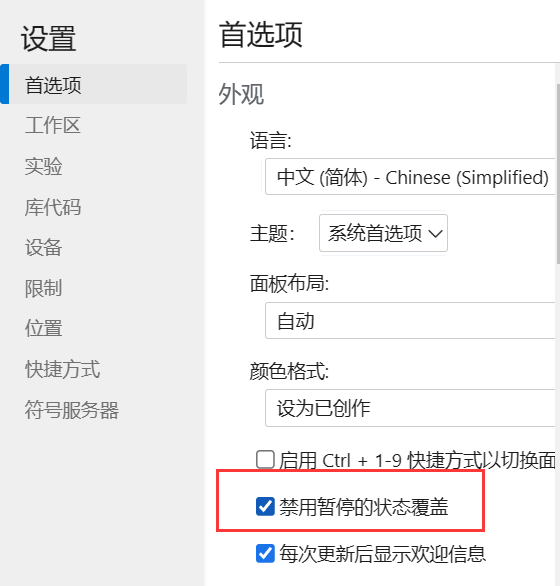 设置
首选项
工作区
实验
库代码
设备
限制
位置
快捷方式
符号服务器
首选项
外观
语言:
中文 (简体) - Chinese (Simplified)
主题:
系统首选项
面板布局:
自动
颜色格式:
设为已创作
启用 Ctrl + 1-9 快捷方式以切换面
禁用暂停的状态覆盖
每次更新后显示欢迎信息